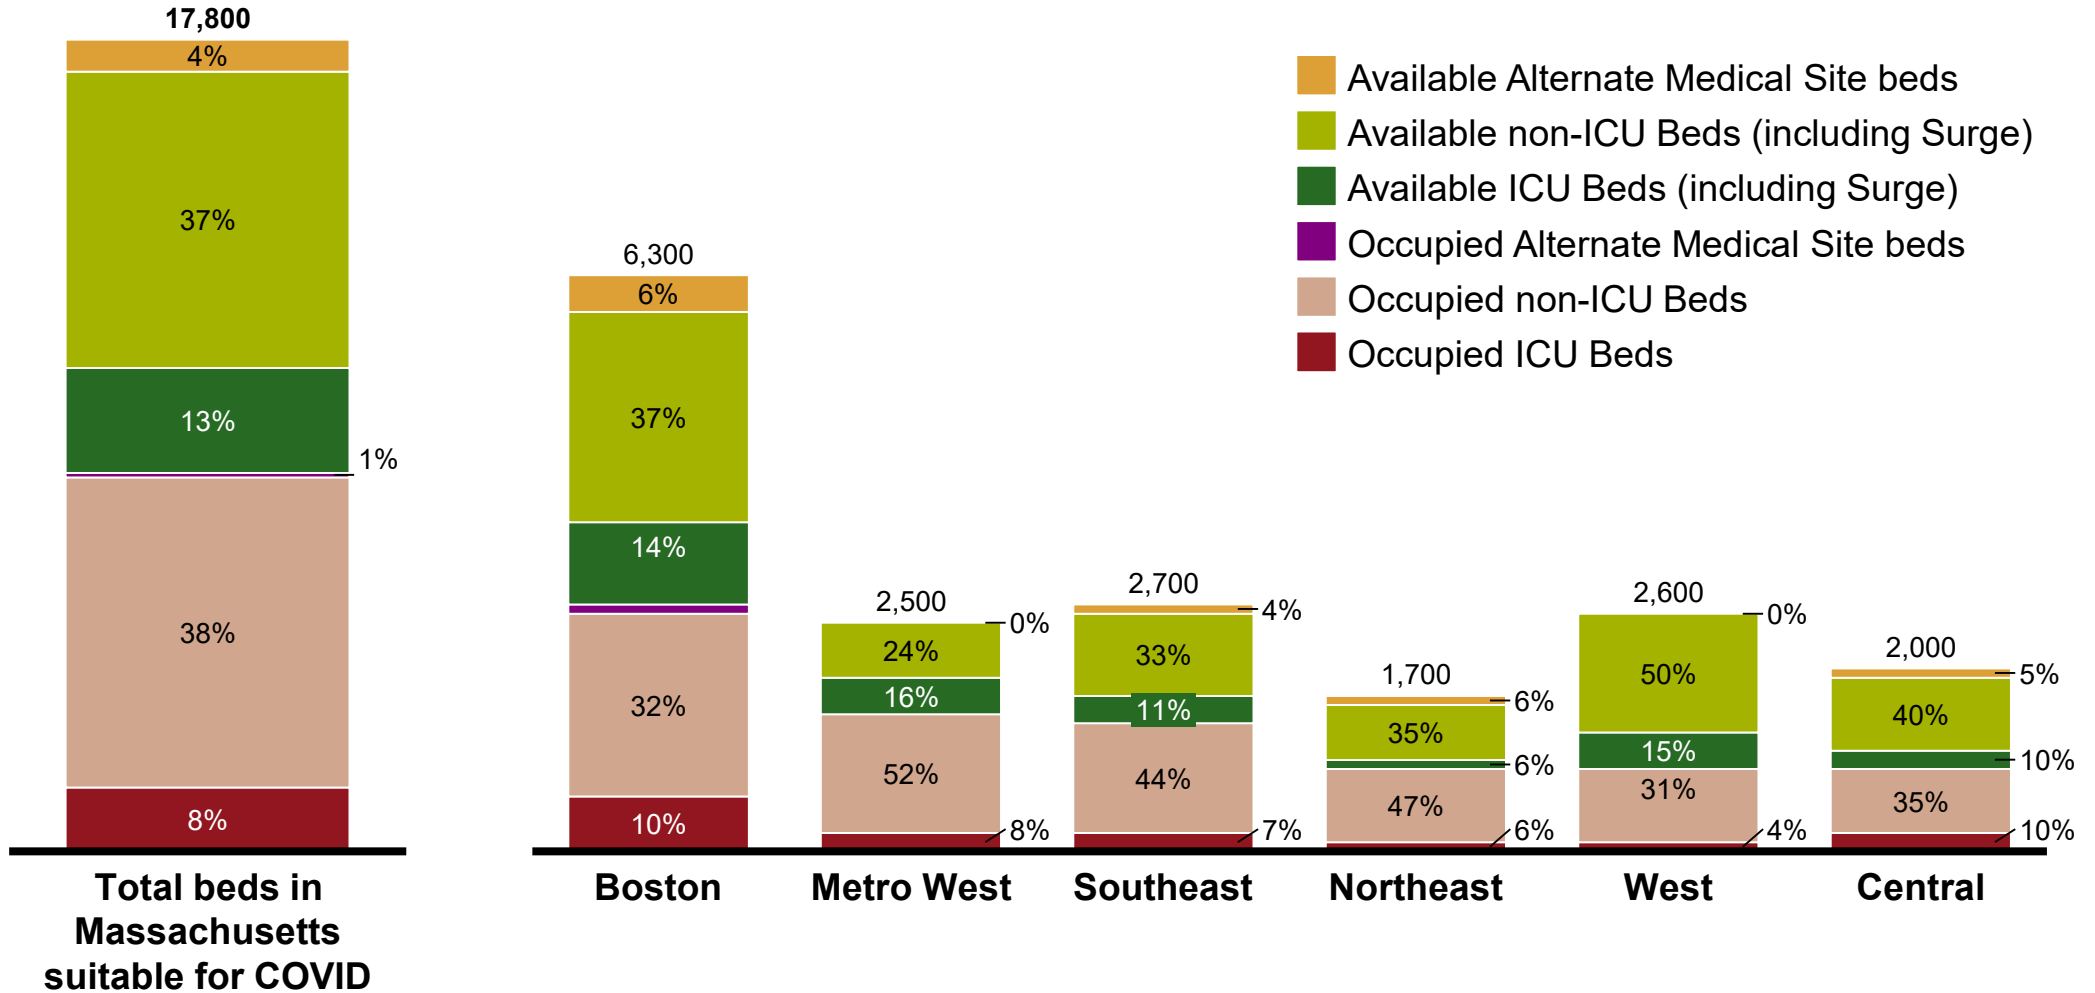 17,800
4%
37%
13%
1%
38%
8%
Total beds in
Massachusetts
suitable for COVID
6,300
6%
37%
14%
32%
10%
Boston
2,500
0%
24%
16%
52%
8%
Metro West
2,700
4%
33%
11%
44%
7%
Southeast
1,700
6%
35%
6%
47%
6%
Northeast
2,600
0%
50%
15%
31%
4%
West
2,000
5%
40%
10%
35%
10%
Central
Available Alternate Medical Site beds
Available non-ICU Beds (including Surge)
Available ICU Beds (including Surge)
Occupied Alternate Medical Site beds
Occupied non-ICU Beds
Occupied ICU Beds